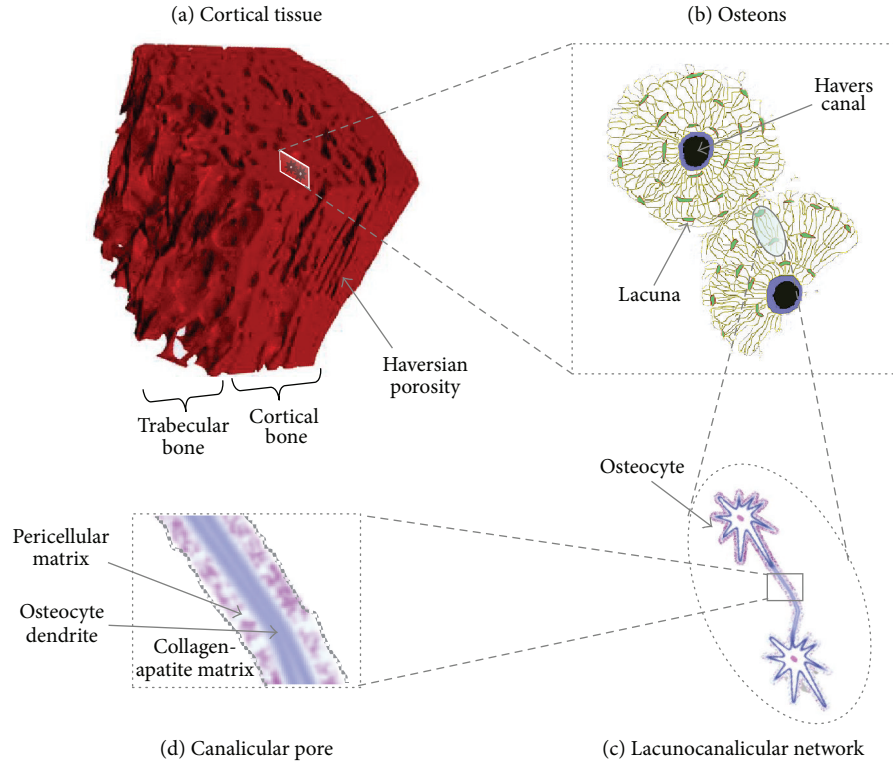 (a) Cortical tissue
(b) Osteons
Havers
canal
Lacuna
Haversian
porosity
Trabecular
bone
Cortical
bone
Osteocyte
Pericellular
matrix
Osteocyte
dendrite
Collagen-
apatite matrix
(d) Canalicular pore
(c) Lacunocanalicular network